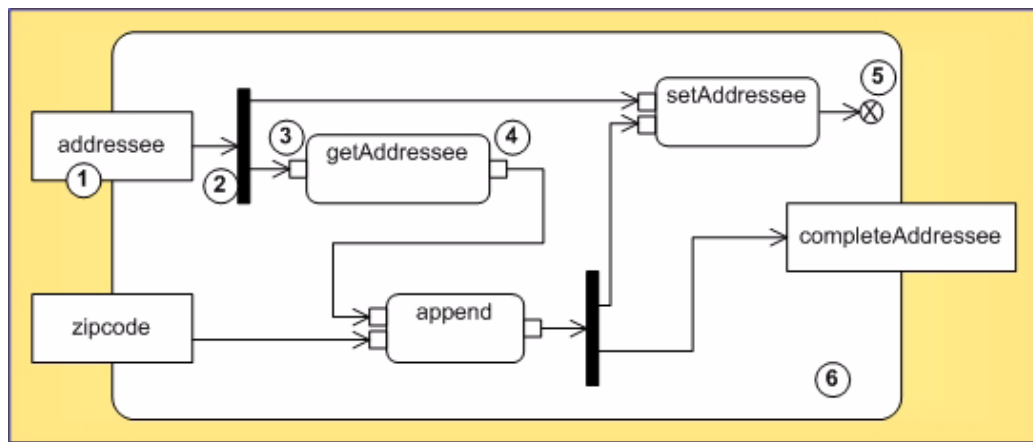 5
setAddressee
addressee
3
getAddressee
4
1
2
completeAddressee
zipcode
append
6